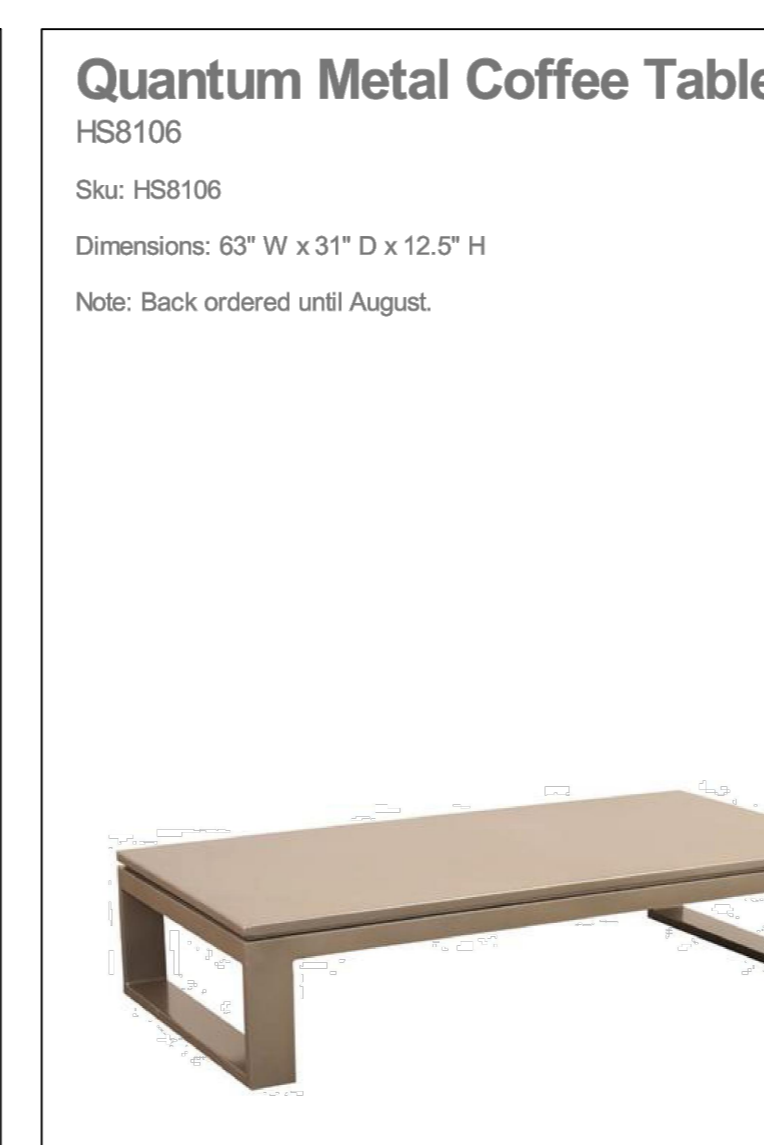 Quantum Metal Coffee Table
HS8106
Sku: HS8106
Dimensions: 63" W x 31" D x 12.5" H
Note: Back ordered until August.